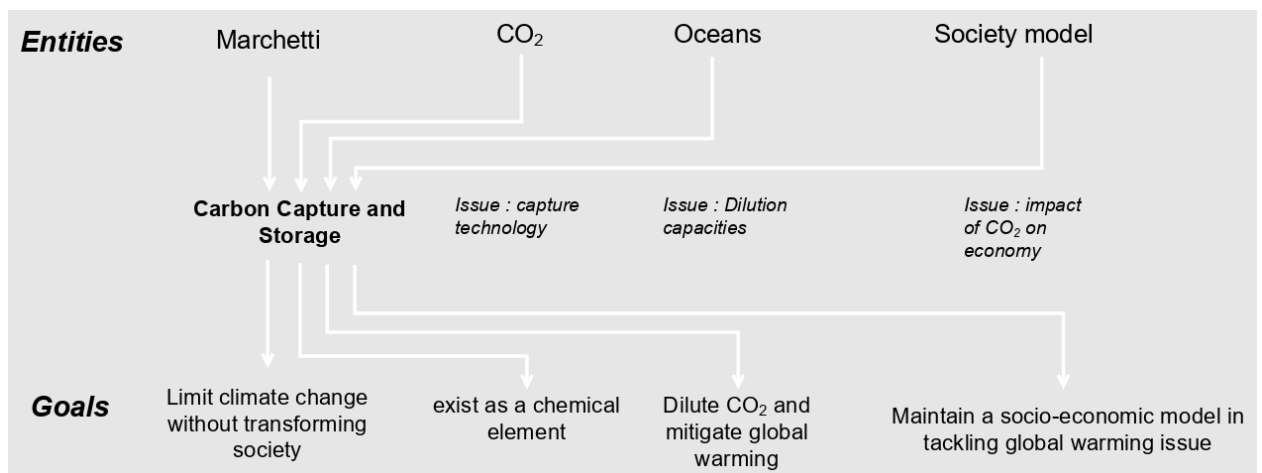 Entities
Marchetti
CO₂
Oceans
Society model
Carbon Capture and
Storage
Issue : capture
technology
Issue : Dilution
capacities
Issue : impact
of CO₂ on
economy
Goals
Limit climate change
without transforming
society
exist as a chemical
element
Dilute CO₂ and
mitigate global
warming
Maintain a socio-economic model in
tackling global warming issue